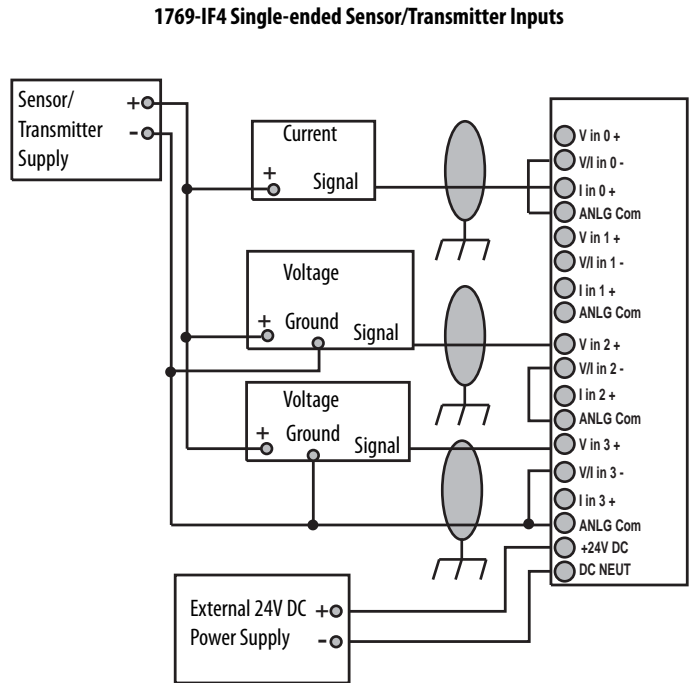 1769-IF4 Single-ended Sensor/Transmitter Inputs
Sensor/
Transmitter
Supply
+
-
Current
+
Signal
Voltage
+
Ground
Signal
Voltage
+
Ground
Signal
External 24V DC
Power Supply
+
-
V in 0 +
V/I in 0 -
I in 0 +
ANLG Com
V in 1 +
V/I in 1 -
I in 1 +
ANLG Com
V in 2 +
V/I in 2 -
I in 2 +
ANLG Com
V in 3 +
V/I in 3 -
I in 3 +
ANLG Com
+24V DC
DC NEUT